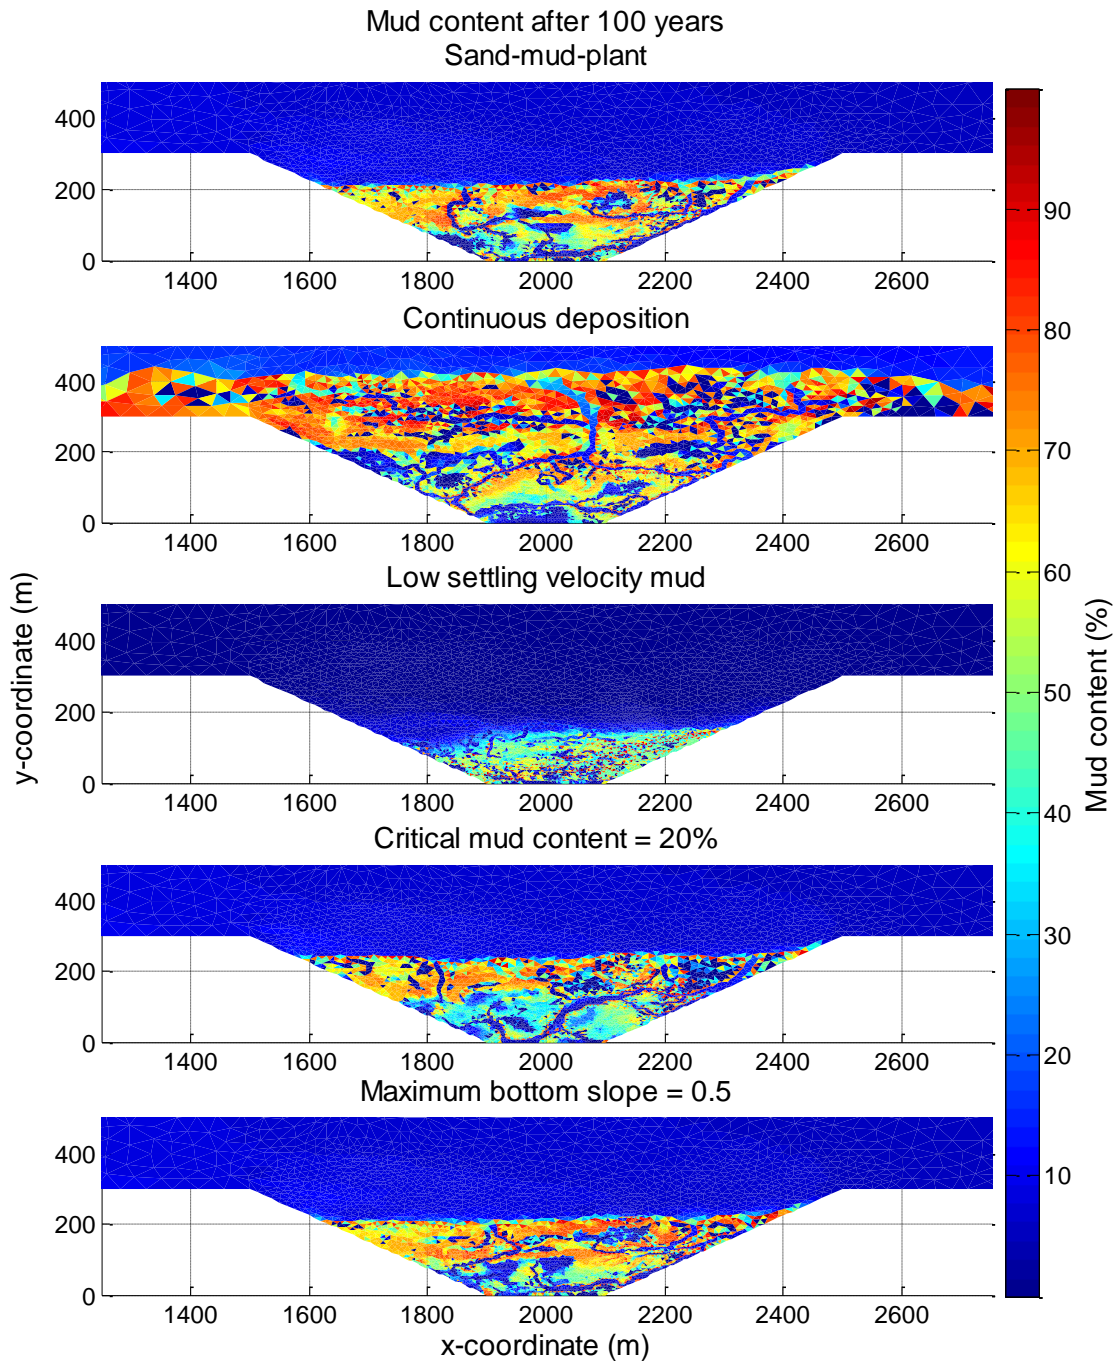 Mud content after 100 years
Sand-mud-plant
400
200
0
1400 1600 1800 2000 2200 2400 2600
Continuous deposition
400
200
0
1400 1600 1800 2000 2200 2400 2600
Low settling velocity mud
400
200
0
1400 1600 1800 2000 2200 2400 2600
Critical mud content = 20%
400
200
0
1400 1600 1800 2000 2200 2400 2600
Maximum bottom slope = 0.5
400
200
0
1400 1600 1800 2000 2200 2400 2600
x-coordinate (m)
y-coordinate (m)
90
80
70
60
50
40
30
20
10
Mud content (%)